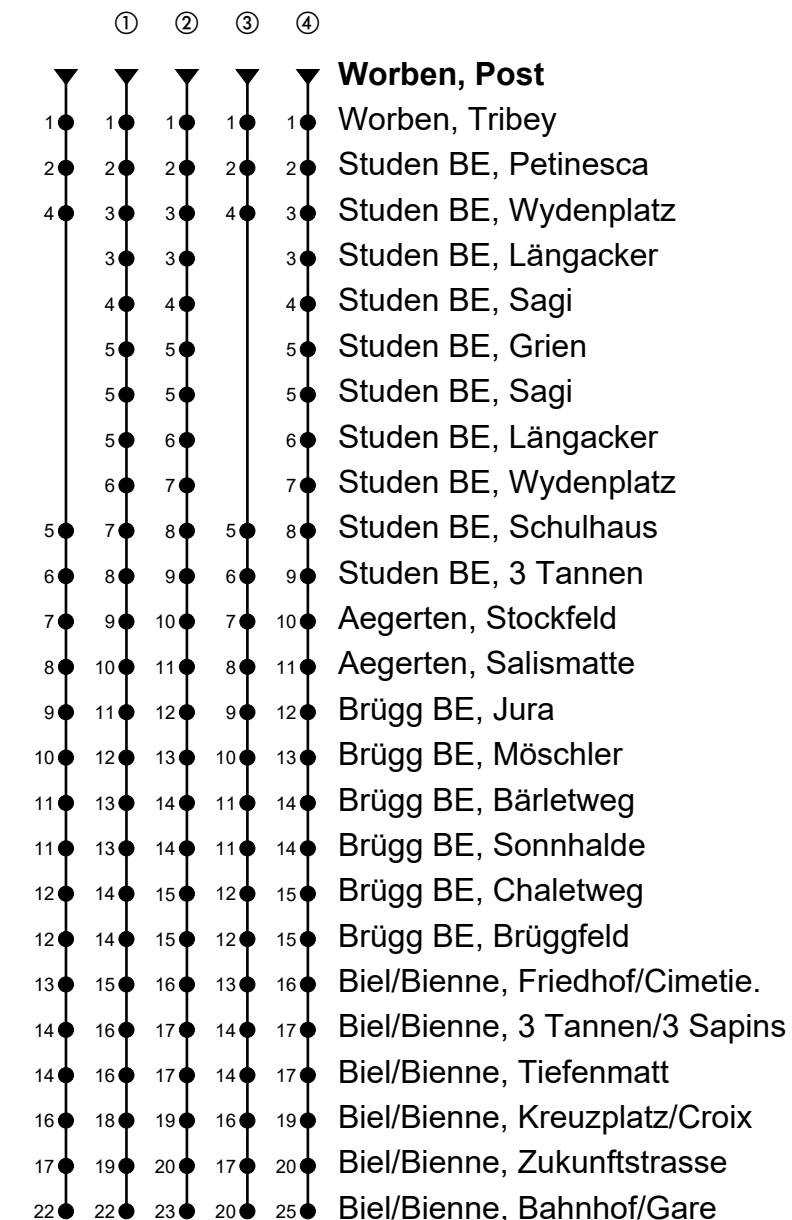 ① ② ③ ④
Worben, Post
1 1 1 1 1 Worben, Tribey
2 2 2 2 2 Studen BE, Petinesca
4 3 3 4 3 Studen BE, Wydenplatz
3 3 3 Studen BE, Längacker
4 4 4 Studen BE, Sagi
5 5 5 Studen BE, Grien
5 5 5 Studen BE, Sagi
5 6 6 Studen BE, Längacker
6 7 7 Studen BE, Wydenplatz
5 7 8 5 8 Studen BE, Schulhaus
6 8 9 6 9 Studen BE, 3 Tannen
7 9 10 7 10 Aegerten, Stockfeld
8 10 11 8 11 Aegerten, Salismatte
9 11 12 9 12 Brügg BE, Jura
10 12 13 10 13 Brügg BE, Möschler
11 13 14 11 14 Brügg BE, Bärletweg
11 13 14 11 14 Brügg BE, Sonnhalde
12 14 15 12 15 Brügg BE, Chaletweg
12 14 15 12 15 Brügg BE, Brüggfeld
13 15 16 13 16 Biel/Bienne, Friedhof/Cimetie.
14 16 17 14 17 Biel/Bienne, 3 Tannen/3 Sapins
14 16 17 14 17 Biel/Bienne, Tiefenmatt
16 18 19 16 19 Biel/Bienne, Kreuzplatz/Croix
17 19 20 17 20 Biel/Bienne, Zukunftstrasse
22 22 23 20 25 Biel/Bienne, Bahnhof/Gare